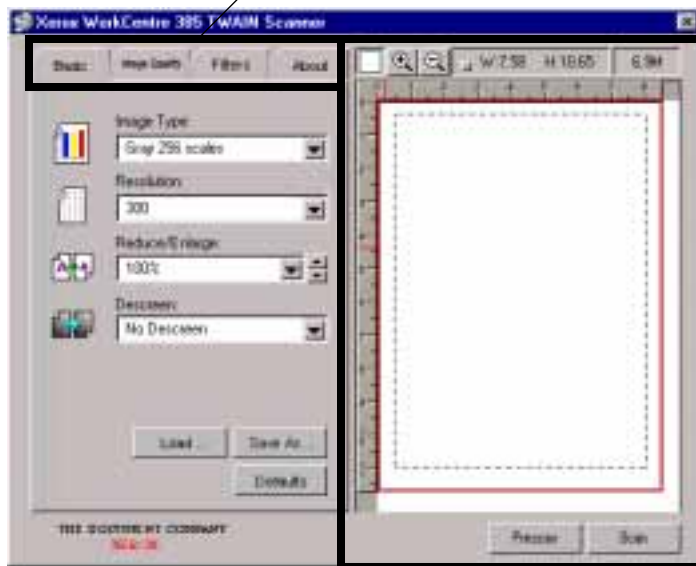 Xerox WorkCentre 385 TWAIN Scanner
Basic Image Quality Filters About
W:7.58 H:10.65 6.9M
Image Type
Gray 256 scales
Resolution
300
Reduce/Enlarge
100%
Descreen
No Descreen
Load ... Save As ...
Defaults
THE DOCUMENT COMPANY
XEROX
Prescan Scan